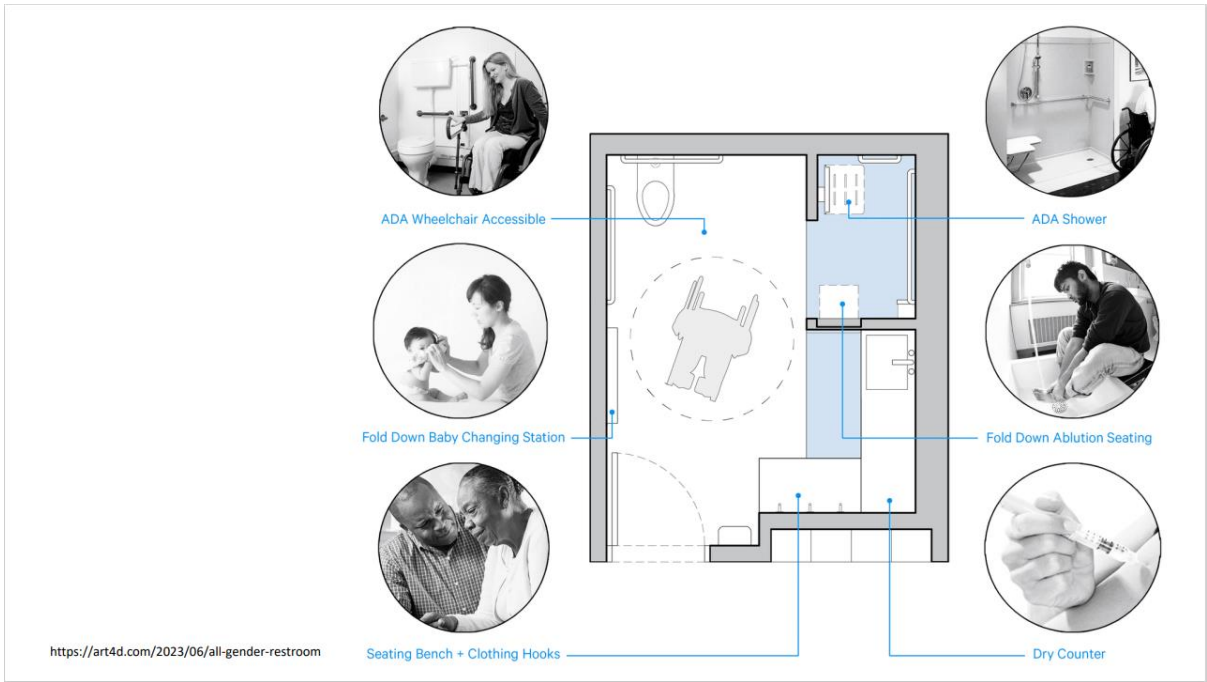 ADA Wheelchair Accessible
ADA Shower
Fold Down Baby Changing Station
Fold Down Ablution Seating
Seating Bench + Clothing Hooks
Dry Counter
https://art4d.com/2023/06/all-gender-restroom